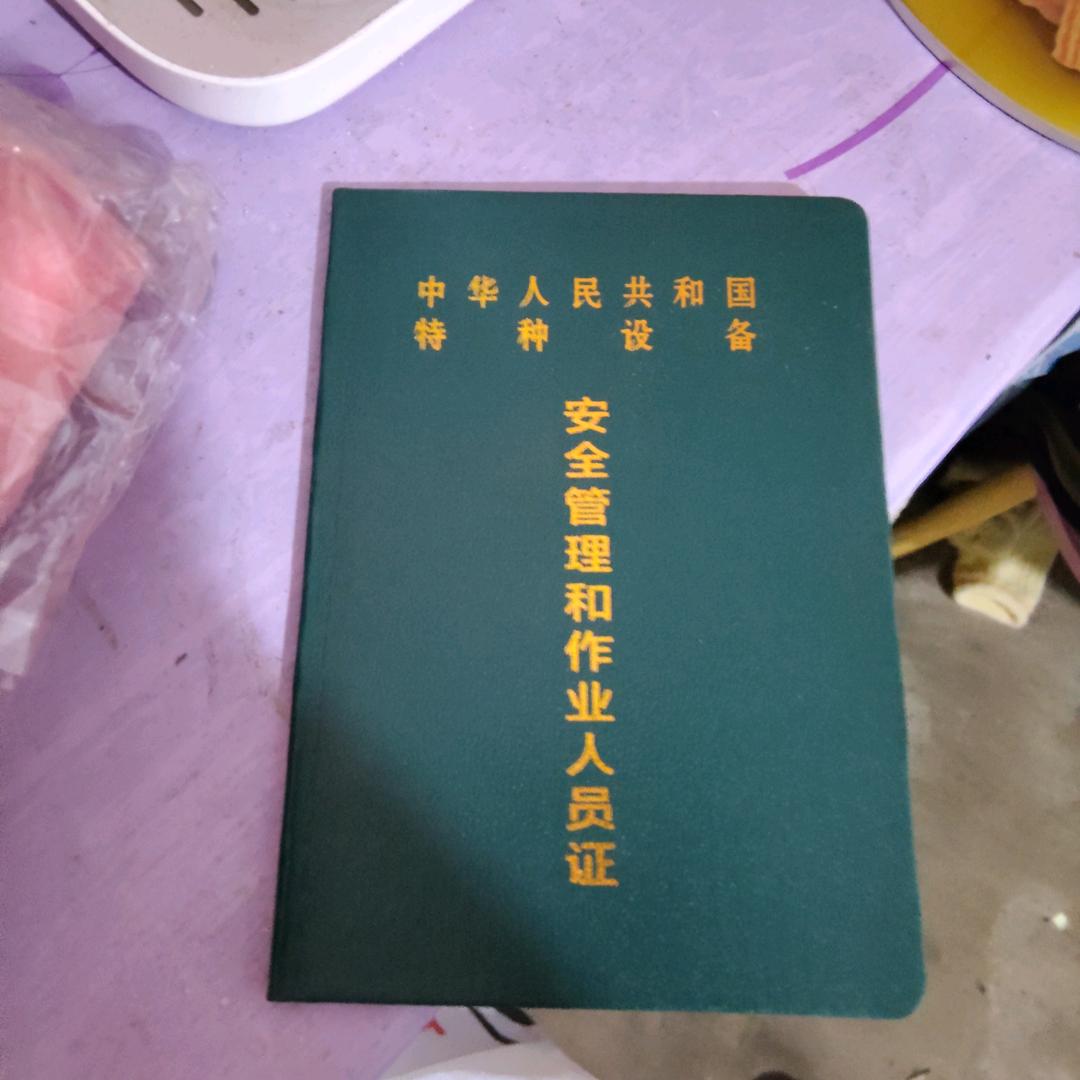 中华人民共和国
特种设备
安全管理和作业人员证